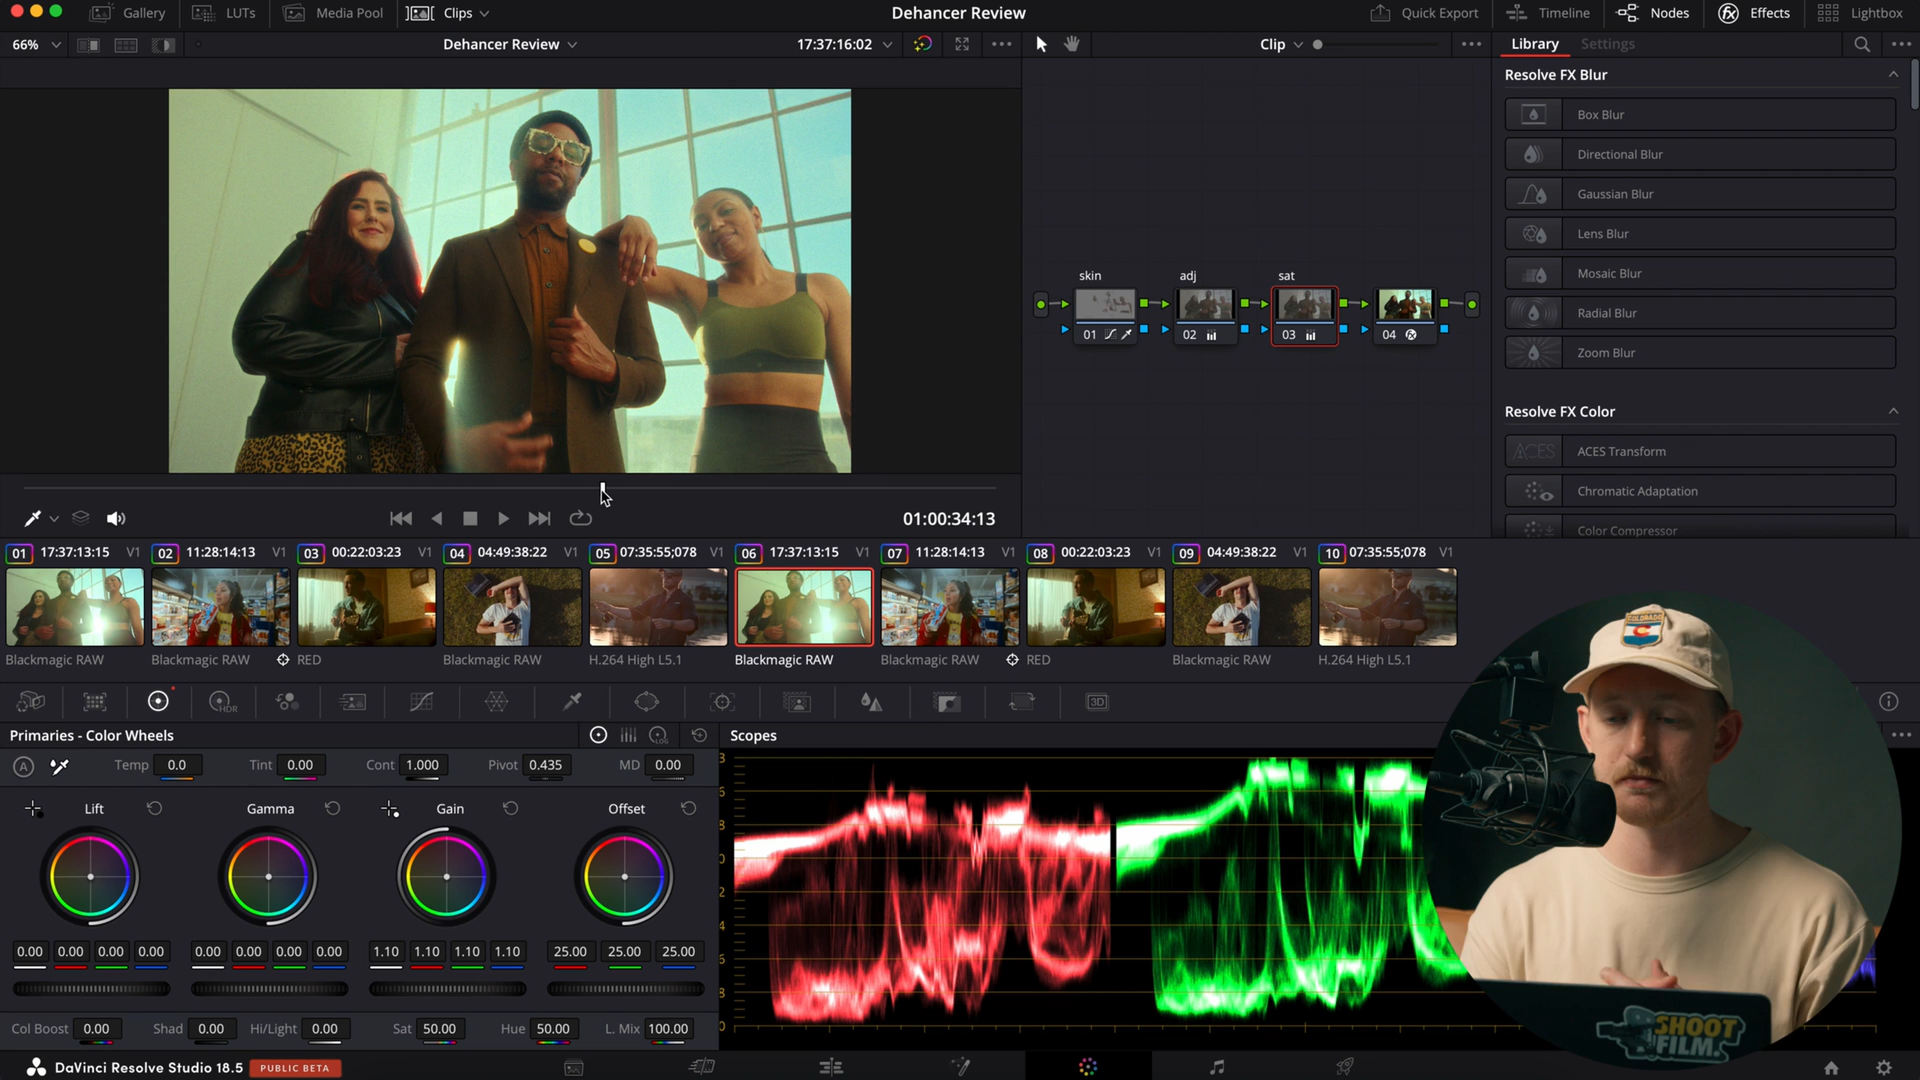 Gallery LUTs Media Pool Clips Dehancer Review Quick Export Timeline Nodes Effects Lightbox
66% Dehancer Review 17:37:16:02 Clip Library Settings
Resolve FX Blur
Box Blur
Directional Blur
Gaussian Blur
Lens Blur
Mosaic Blur
Radial Blur
Zoom Blur
Resolve FX Color
ACES Transform
Chromatic Adaptation
Color Compressor
skin adj sat
01 02 03 04
01:00:34:13
01 17:37:13:15 V1 02 11:28:14:13 V1 03 00:22:03:23 V1 04 04:49:38:22 V1 05 07:35:55;078 V1 06 17:37:13:15 V1 07 11:28:14:13 V1 08 00:22:03:23 V1 09 04:49:38:22 V1 10 07:35:55;078 V1
Blackmagic RAW Blackmagic RAW RED Blackmagic RAW H.264 High L5.1 Blackmagic RAW Blackmagic RAW RED Blackmagic RAW H.264 High L5.1
HDR 3D
Primaries - Color Wheels LOG Scopes
A Temp 0.0 Tint 0.00 Cont 1.000 Pivot 0.435 MD 0.00
Lift Gamma Gain Offset
0.00 0.00 0.00 0.00 0.00 0.00 0.00 0.00 1.10 1.10 1.10 1.10 25.00 25.00 25.00
Col Boost 0.00 Shad 0.00 Hi/Light 0.00 Sat 50.00 Hue 50.00 L. Mix 100.00
DaVinci Resolve Studio 18.5 PUBLIC BETA
COLORADO
SHOOT
FILM.